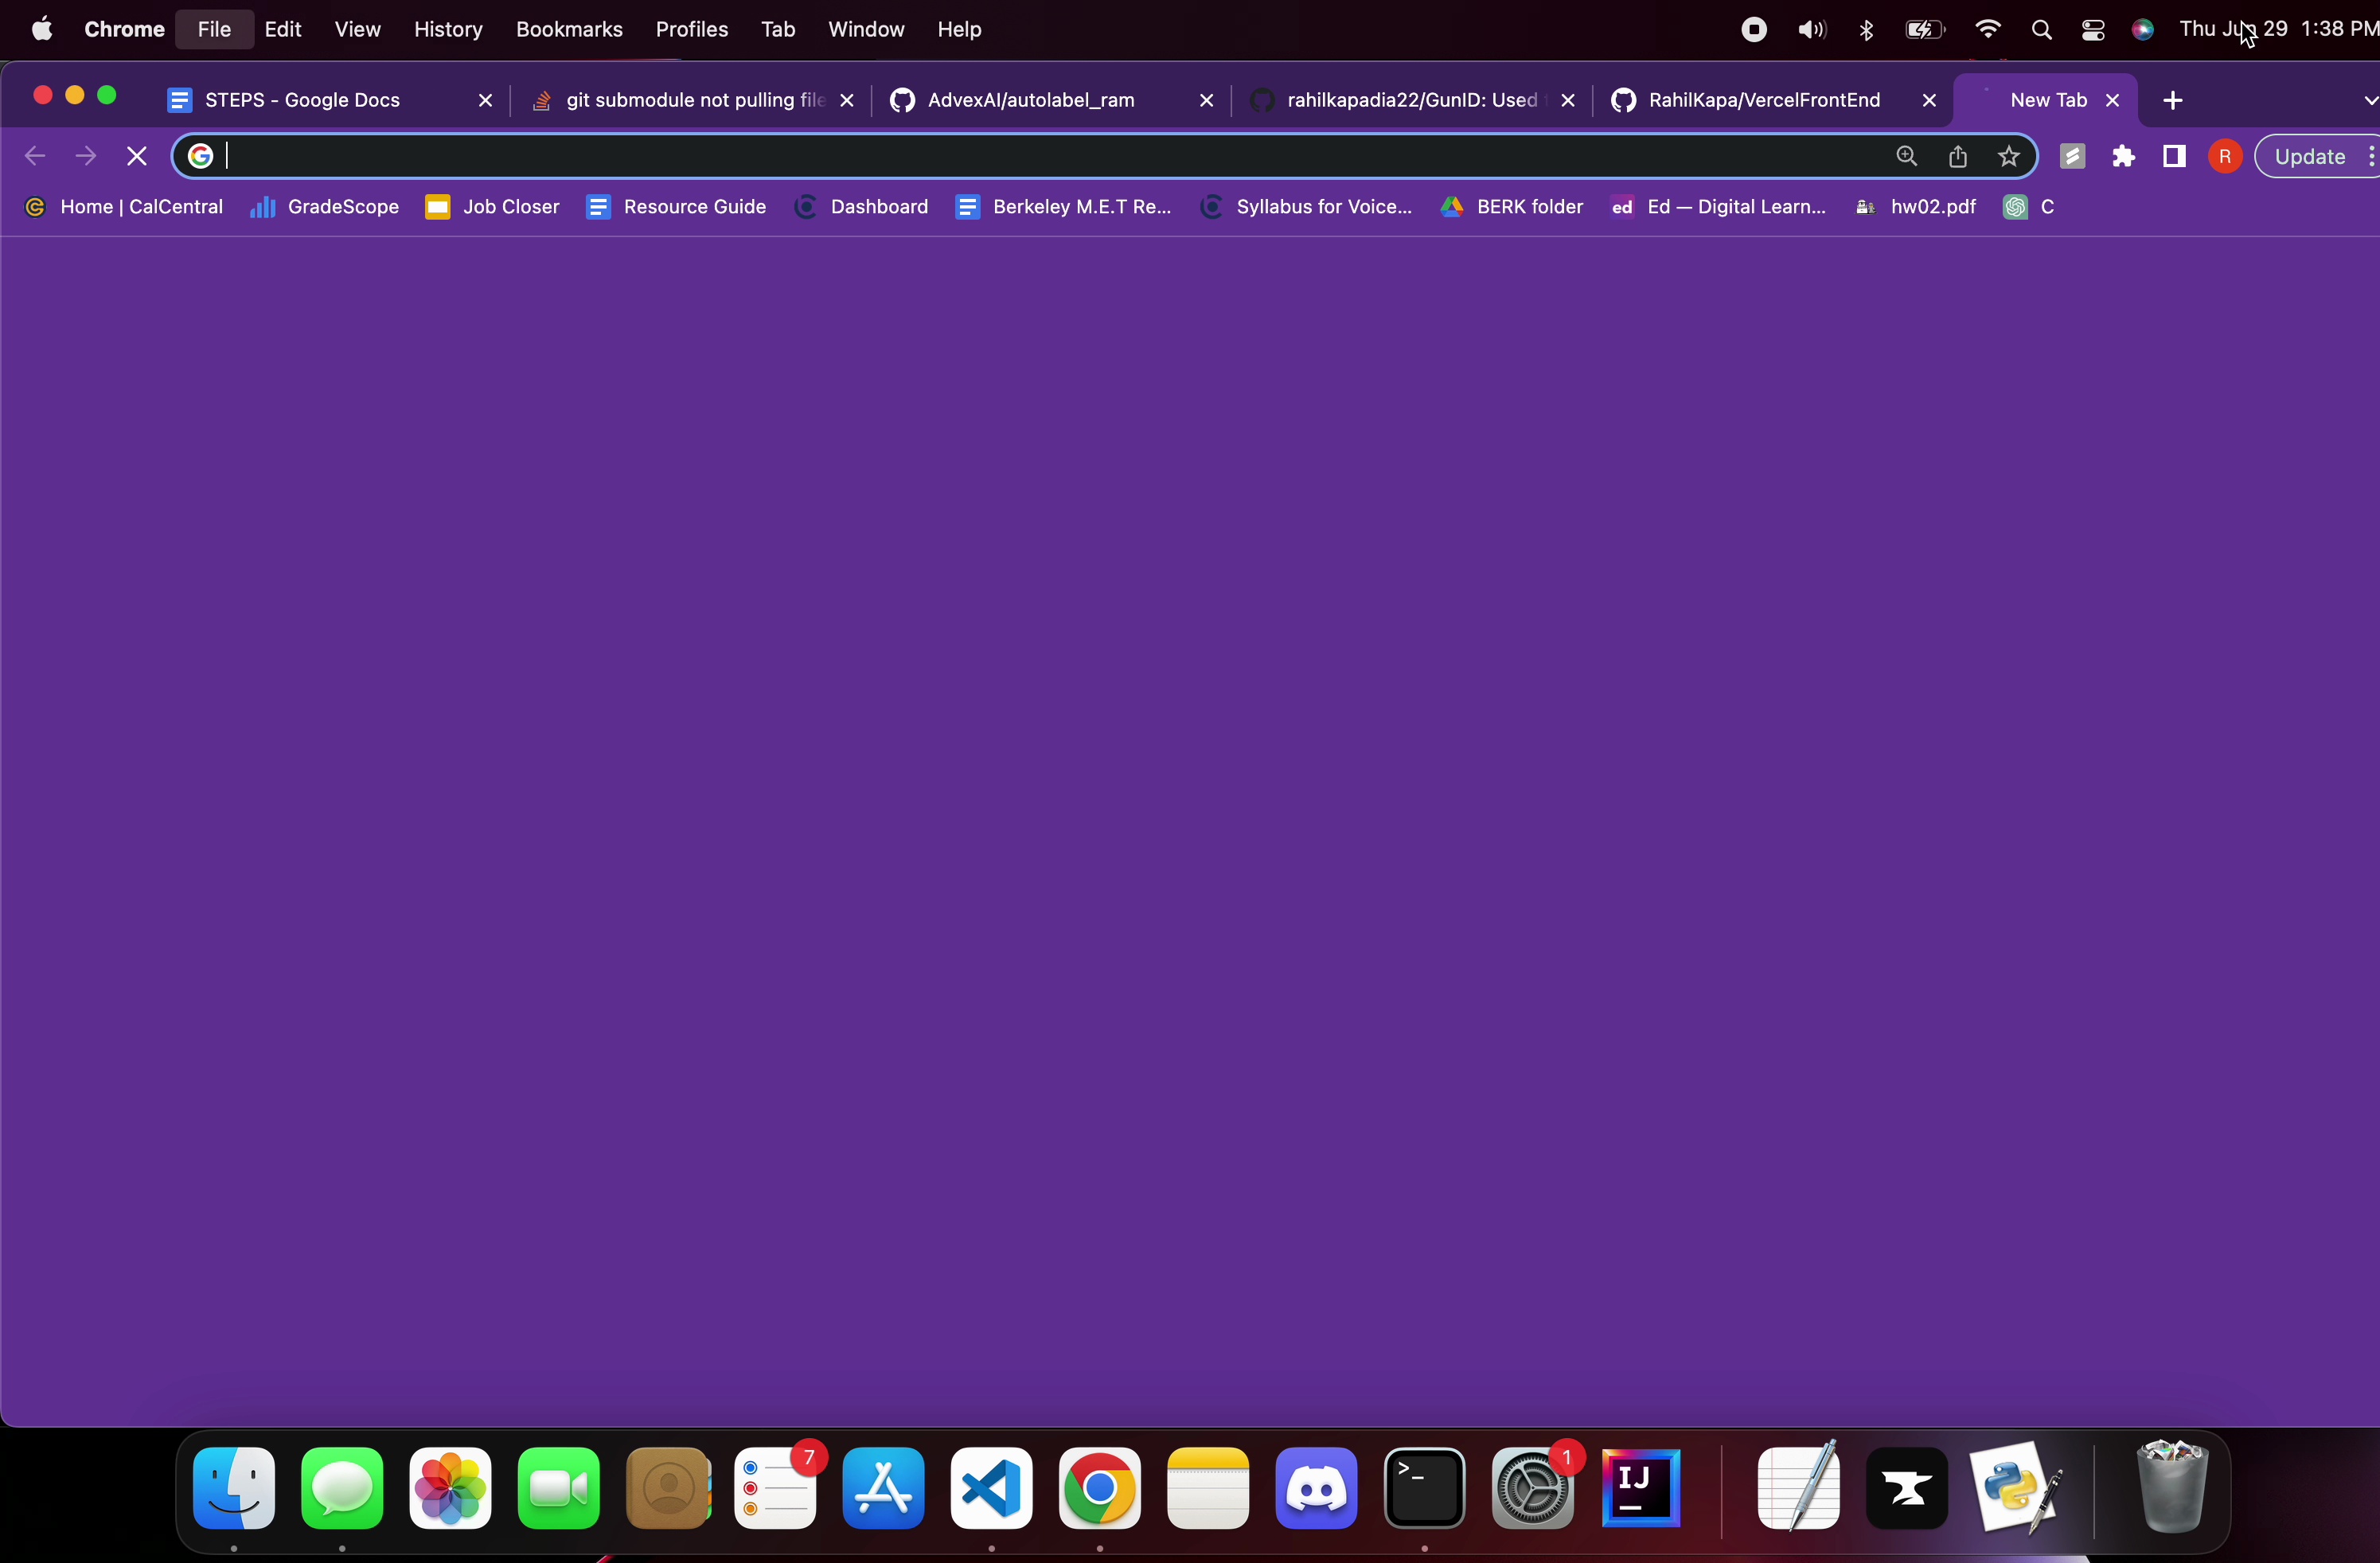 Chrome File Edit View History Bookmarks Profiles Tab Window Help Thu Jun 29 1:38 PM
STEPS - Google Docs git submodule not pulling file AdvexAI/autolabel_ram rahilkapadia22/GunID: Used RahilKapa/VercelFrontEnd New Tab
G R Update
Home | CalCentral GradeScope Job Closer Resource Guide Dashboard Berkeley M.E.T Re... Syllabus for Voice... BERK folder ed Ed — Digital Learn... hw02.pdf C
7 >_ 1 IJ